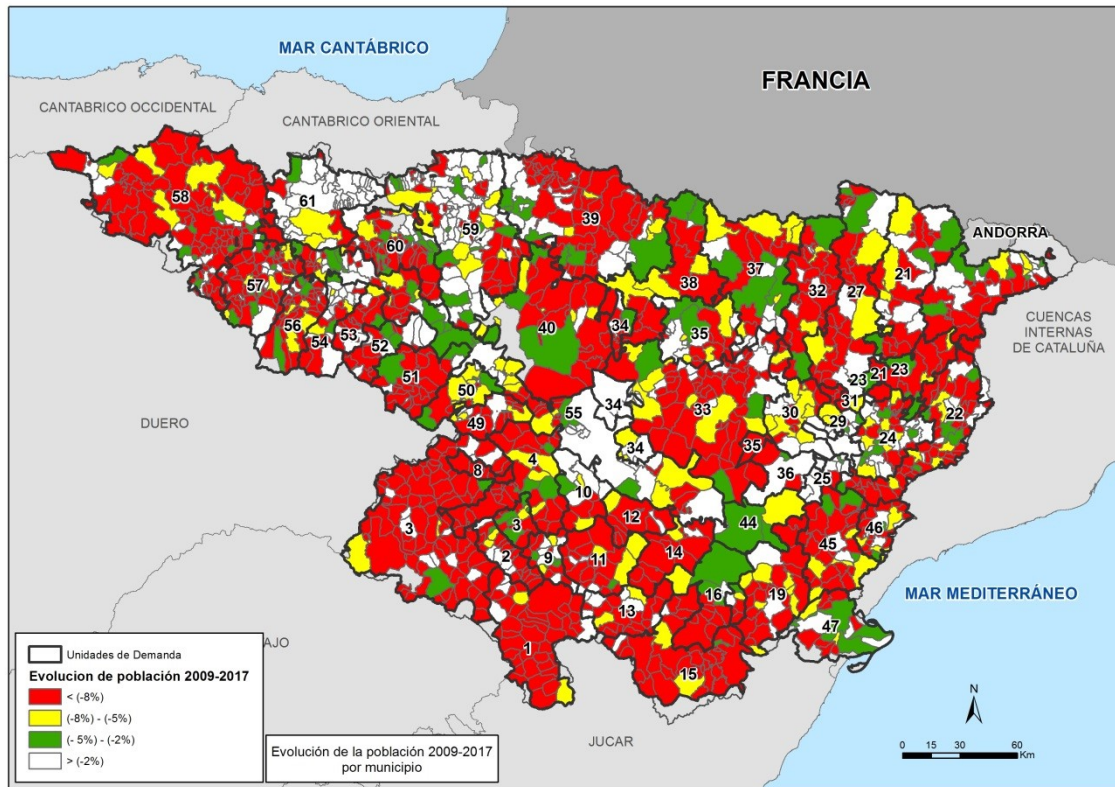 MAR CANTÁBRICO
FRANCIA
CANTABRICO OCCIDENTAL
CANTABRICO ORIENTAL
58
61
59
39
60
ANDORRA
57
38
37
32
27
21
CUENCAS
INTERNAS
DE CATALUÑA
56
54
53
52
40
34
35
51
23
21
23
50
55
34
33
30
31
29
22
24
DUERO
49
4
34
35
8
10
36
25
3
3
12
44
2
9
11
14
45
46
16
19
MAR MEDITERRÁNEO
13
47
1
15
AJO
JUCAR
Unidades de Demanda
Evolucion de población 2009-2017
< (-8%)
(-8%) - (-5%)
(- 5%) - (-2%)
> (-2%)
Evolución de la población 2009-2017
por municipio
N
0 15 30 60
Km